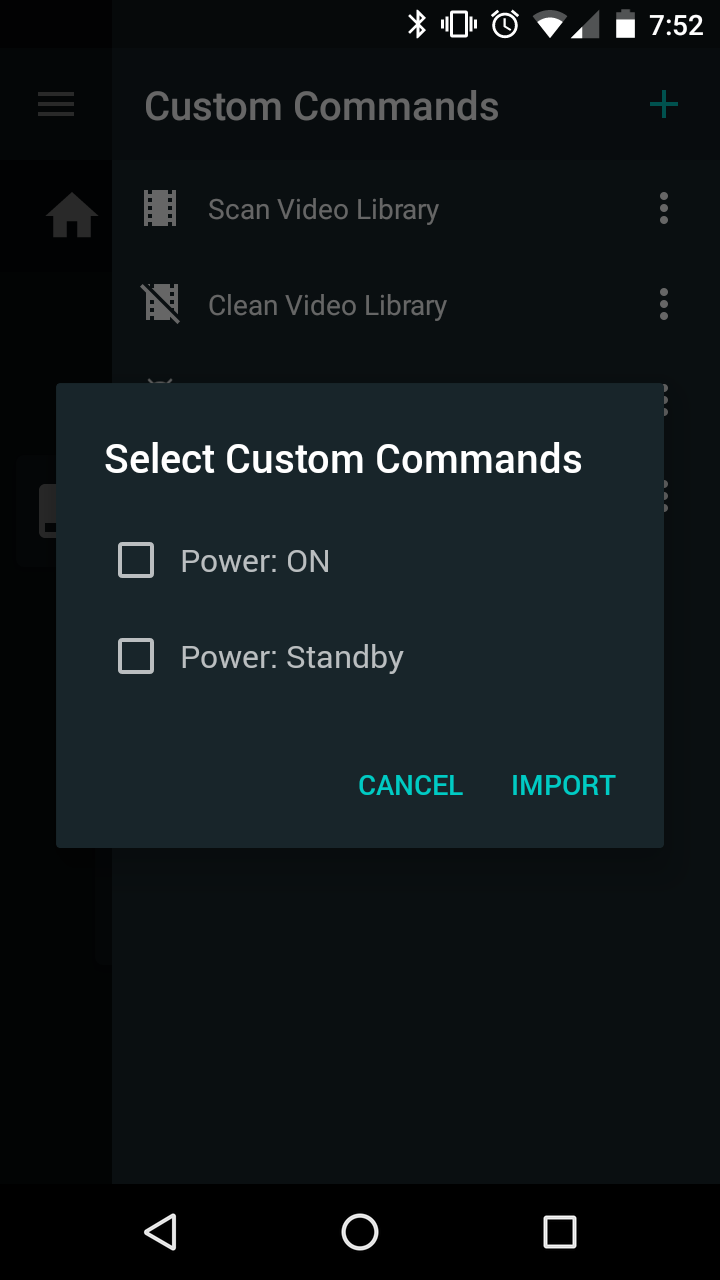 7:52
Custom Commands
Scan Video Library
Clean Video Library
Select Custom Commands
Power: ON
Power: Standby
CANCEL IMPORT